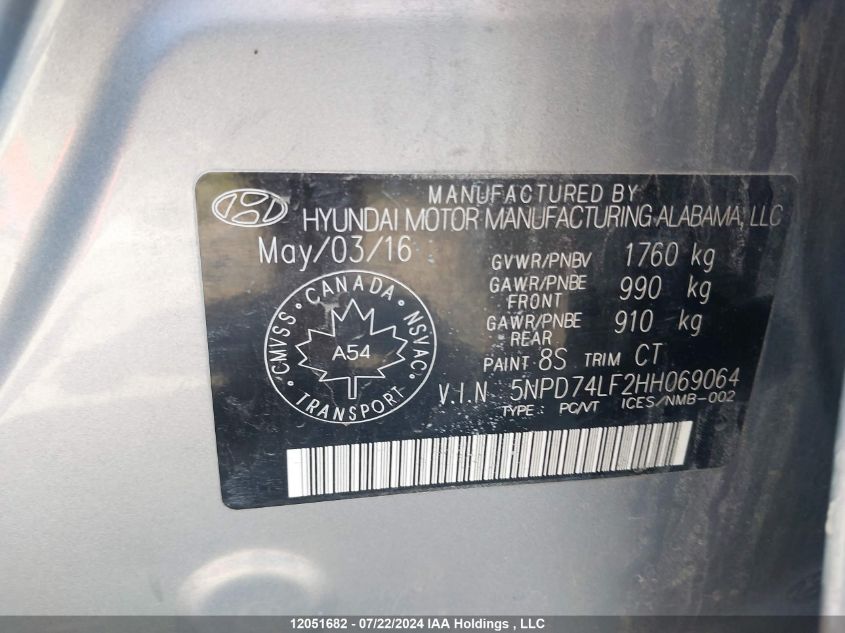 MANUFACTURED BY
HYUNDAI MOTOR MANUFACTURING ALABAMA, LLC
May/03/16
GVWR/PNBV 1760 kg
GAWR/PNBE FRONT 990 kg
GAWR/PNBE REAR 910 kg
PAINT 8S TRIM CT
V.I.N 5NPD74LF2HH069064
TYPE : PC/VT ICES/NMB-002
CANADA
CMVSS
NSVAC
A54
TRANSPORT
12051682 - 07/22/2024 IAA Holdings , LLC